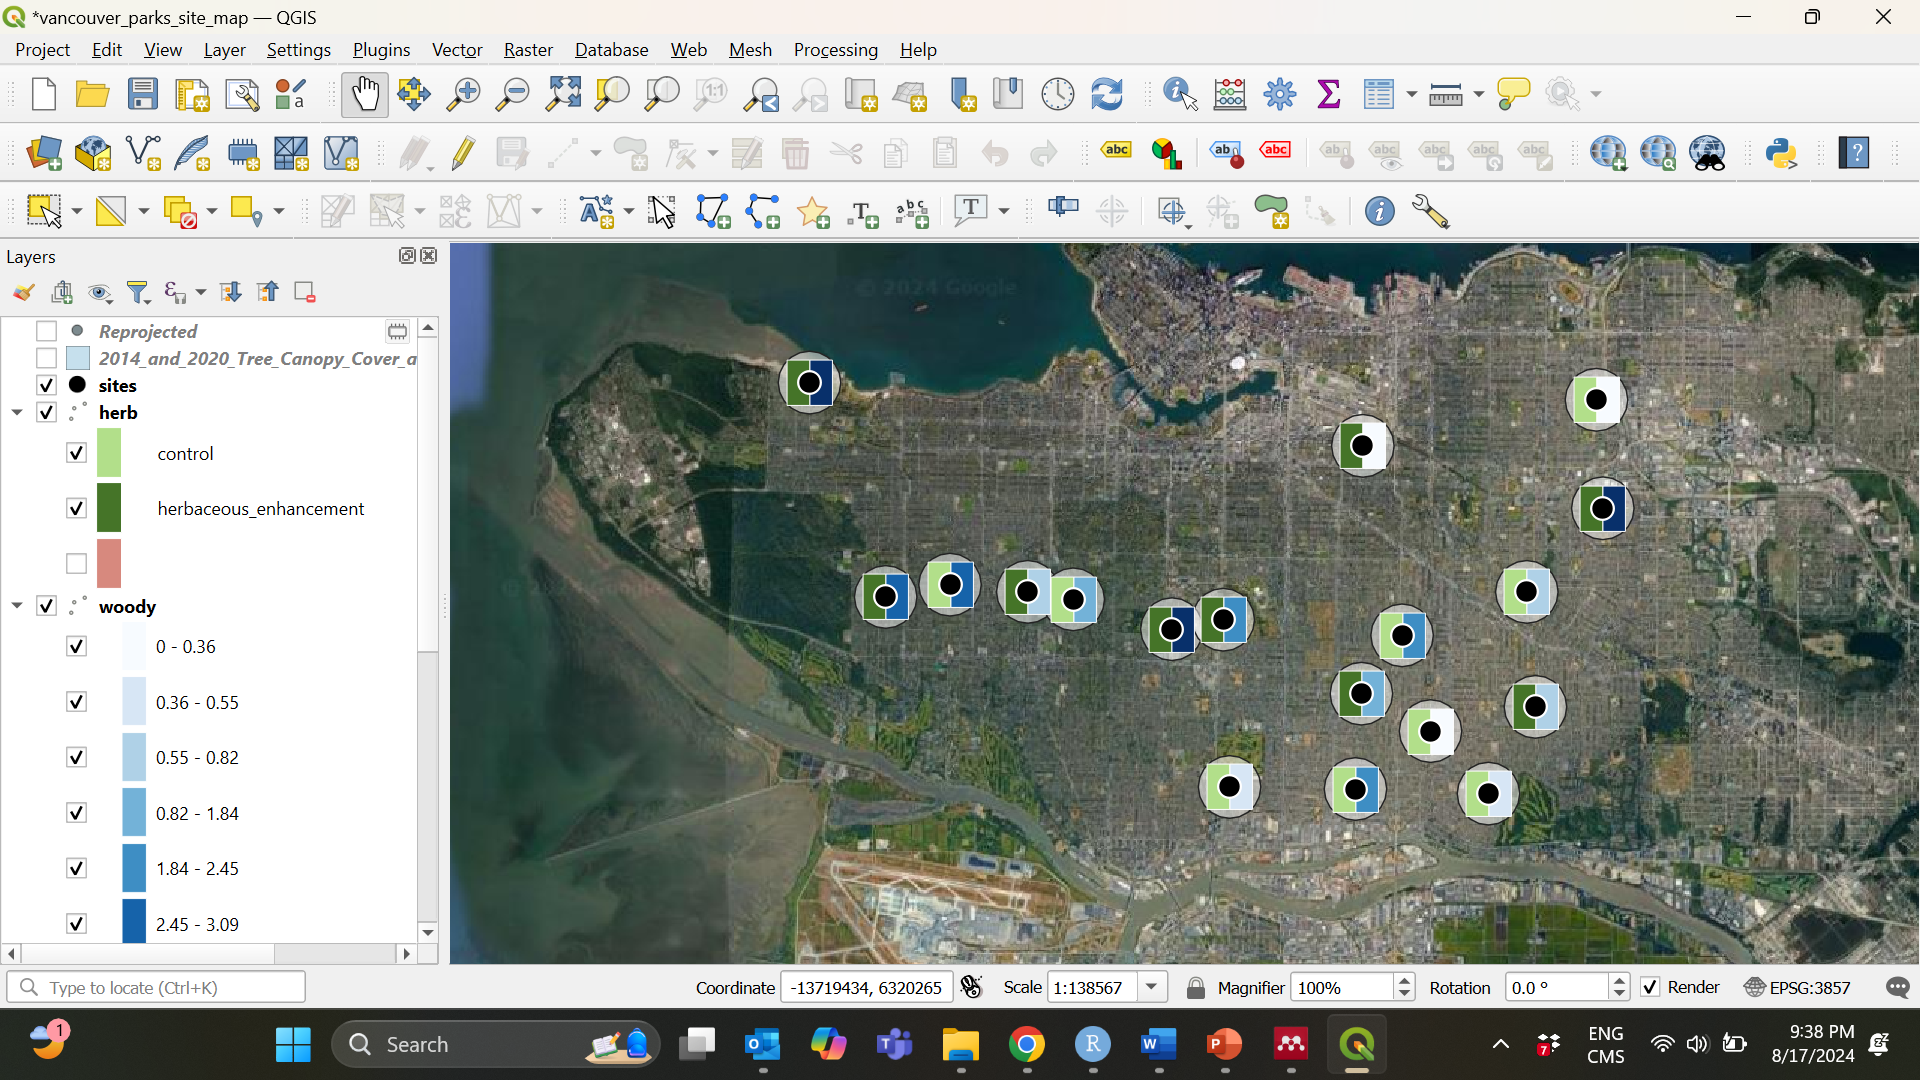 *vancouver_parks_site_map — QGIS
Project Edit View Layer Settings Plugins Vector Raster Database Web Mesh Processing Help
Layers
Reprojected
2014_and_2020_Tree_Canopy_Cover_a
sites
herb
control
herbaceous_enhancement
woody
0 - 0.36
0.36 - 0.55
0.55 - 0.82
0.82 - 1.84
1.84 - 2.45
2.45 - 3.09
© 2024 Google
Type to locate (Ctrl+K)
Coordinate -13719434, 6320265 Scale 1:138567 Magnifier 100% Rotation 0.0 ° Render EPSG:3857
1
Search
7
ENG
CMS
9:38 PM
8/17/2024